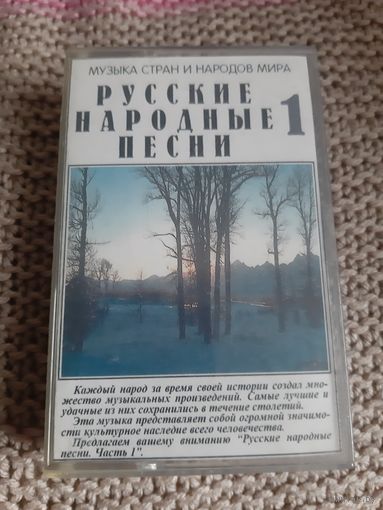 МУЗЫКА СТРАН И НАРОДОВ МИРА
РУССКИЕ
НАРОДНЫЕ 1
ПЕСНИ
Каждый народ за время своей истории создал мно-
жество музыкальных произведений. Самые лучшие и
удачные из них сохранились в течение столетий.
Эта музыка представляет собой огромной значимо-
сти культурное наследие всего человечества.
Предлагаем вашему вниманию "Русские народные
песни. Часть 1".